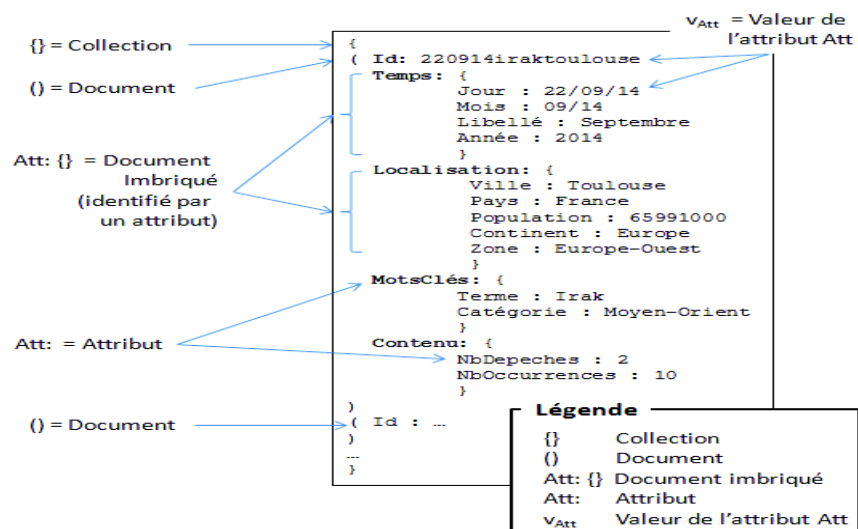 {} = Collection
() = Document
Att: {} = Document
Imbriqué
(identifié par
un attribut)
Att: = Attribut
() = Document
{
( Id: 220914iraktoulouse
Temps: {
Jour : 22/09/14
Mois : 09/14
Libellé : Septembre
Année : 2014
}
Localisation: {
Ville : Toulouse
Pays : France
Population : 65991000
Continent : Europe
Zone : Europe-Ouest
}
MotsClés: {
Terme : Irak
Catégorie : Moyen-Orient
}
Contenu: {
NbDepeches : 2
NbOccurrences : 10
}
)
( Id : …
)
…
}
vAtt = Valeur de
l'attribut Att
Légende
{} Collection
() Document
Att: {} Document imbriqué
Att: Attribut
vAtt Valeur de l'attribut Att